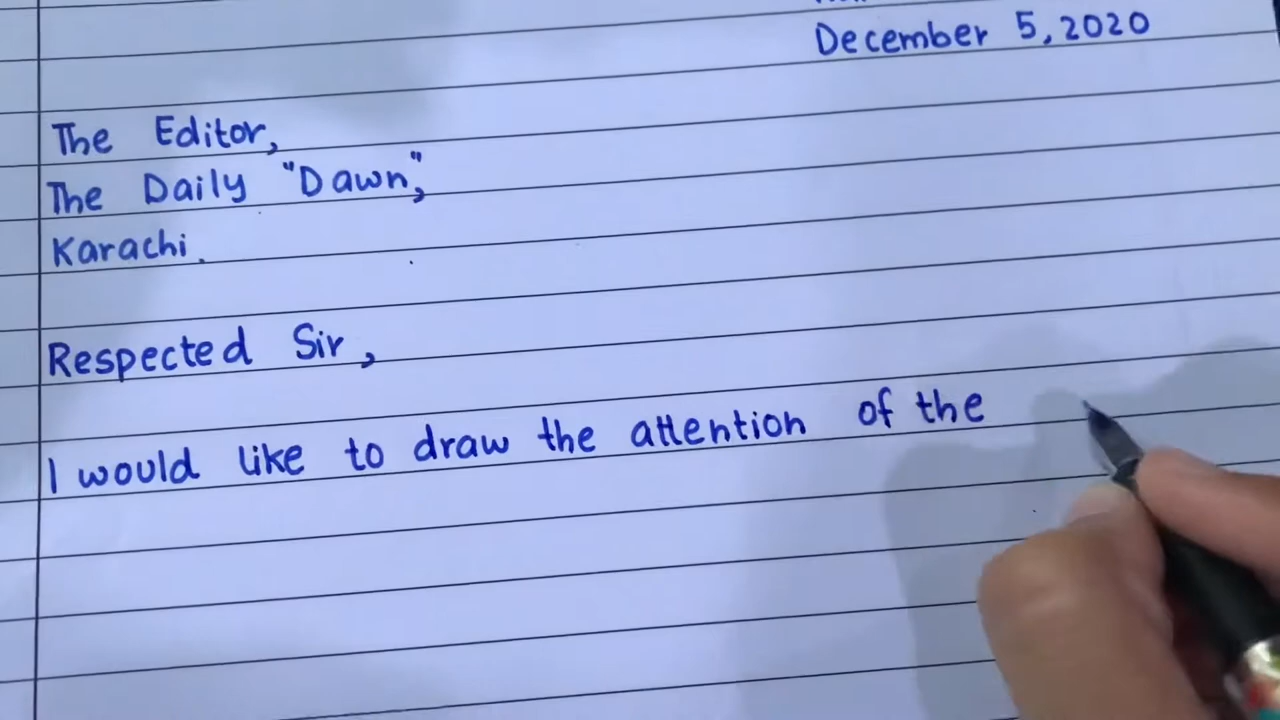 December 5, 2020
The Editor,
The Daily "Dawn",
Karachi.
Respected Sir,
I would like to draw the attention of the